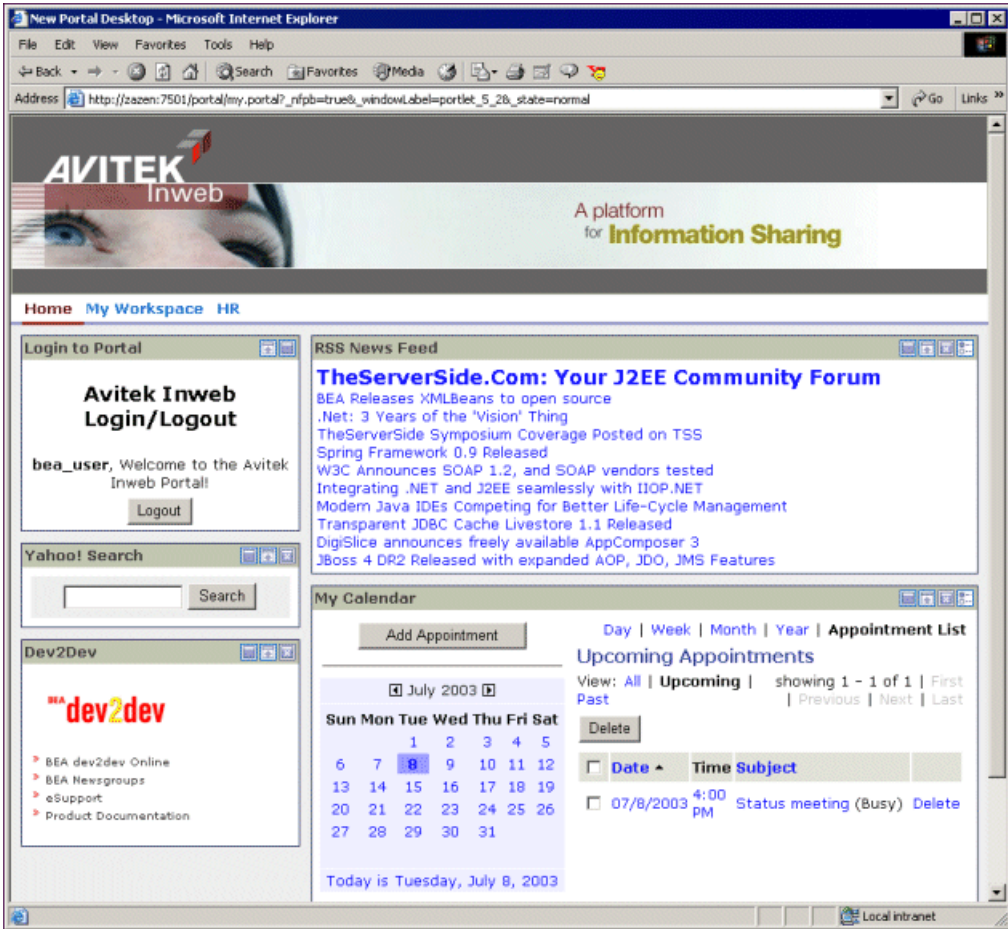 New Portal Desktop - Microsoft Internet Explorer
File Edit View Favorites Tools Help
Back Search Favorites Media
Address http://zazen:7501/portal/my.portal?_nfpb=true&_windowLabel=portlet_5_2&_state=normal Go Links »
AVITEK
Inweb
A platform
for Information Sharing
Home My Workspace HR
Login to Portal
Avitek Inweb
Login/Logout
bea_user, Welcome to the Avitek
Inweb Portal!
Logout
Yahoo! Search
Search
Dev2Dev
BEA dev2dev
BEA dev2dev Online
BEA Newsgroups
eSupport
Product Documentation
RSS News Feed
TheServerSide.Com: Your J2EE Community Forum
BEA Releases XMLBeans to open source
.Net: 3 Years of the 'Vision' Thing
TheServerSide Symposium Coverage Posted on TSS
Spring Framework 0.9 Released
W3C Announces SOAP 1.2, and SOAP vendors tested
Integrating .NET and J2EE seamlessly with IIOP.NET
Modern Java IDEs Competing for Better Life-Cycle Management
Transparent JDBC Cache Livestore 1.1 Released
DigiSlice announces freely available AppComposer 3
JBoss 4 DR2 Released with expanded AOP, JDO, JMS Features
My Calendar
Add Appointment
July 2003
Sun Mon Tue Wed Thu Fri Sat
1 2 3 4 5
6 7 8 9 10 11 12
13 14 15 16 17 18 19
20 21 22 23 24 25 26
27 28 29 30 31
Today is Tuesday, July 8, 2003
Day | Week | Month | Year | Appointment List
Upcoming Appointments
View: All | Upcoming | showing 1 - 1 of 1 | First
Past | Previous | Next | Last
Delete
Date Time Subject
07/8/2003 4:00 PM Status meeting (Busy) Delete
Local intranet